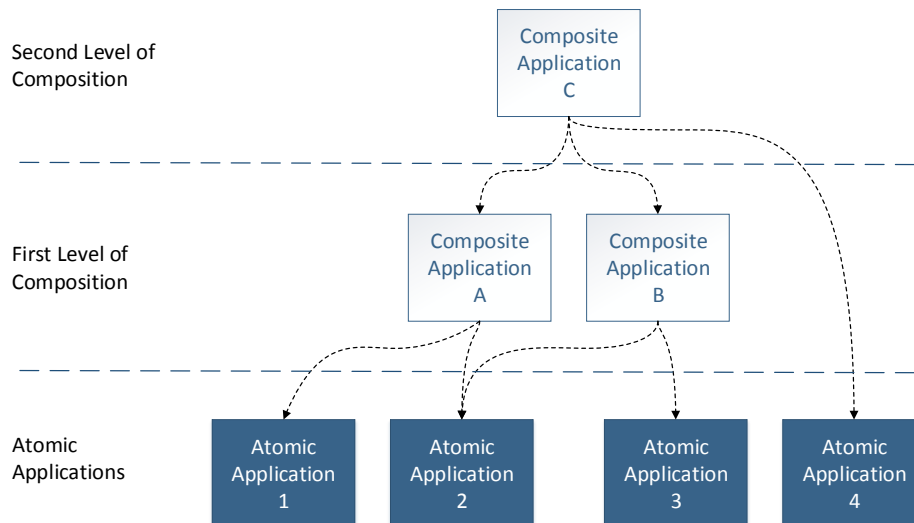 Second Level of
Composition
Composite
Application
C
First Level of
Composition
Composite
Application
A
Composite
Application
B
Atomic
Applications
Atomic
Application
1
Atomic
Application
2
Atomic
Application
3
Atomic
Application
4